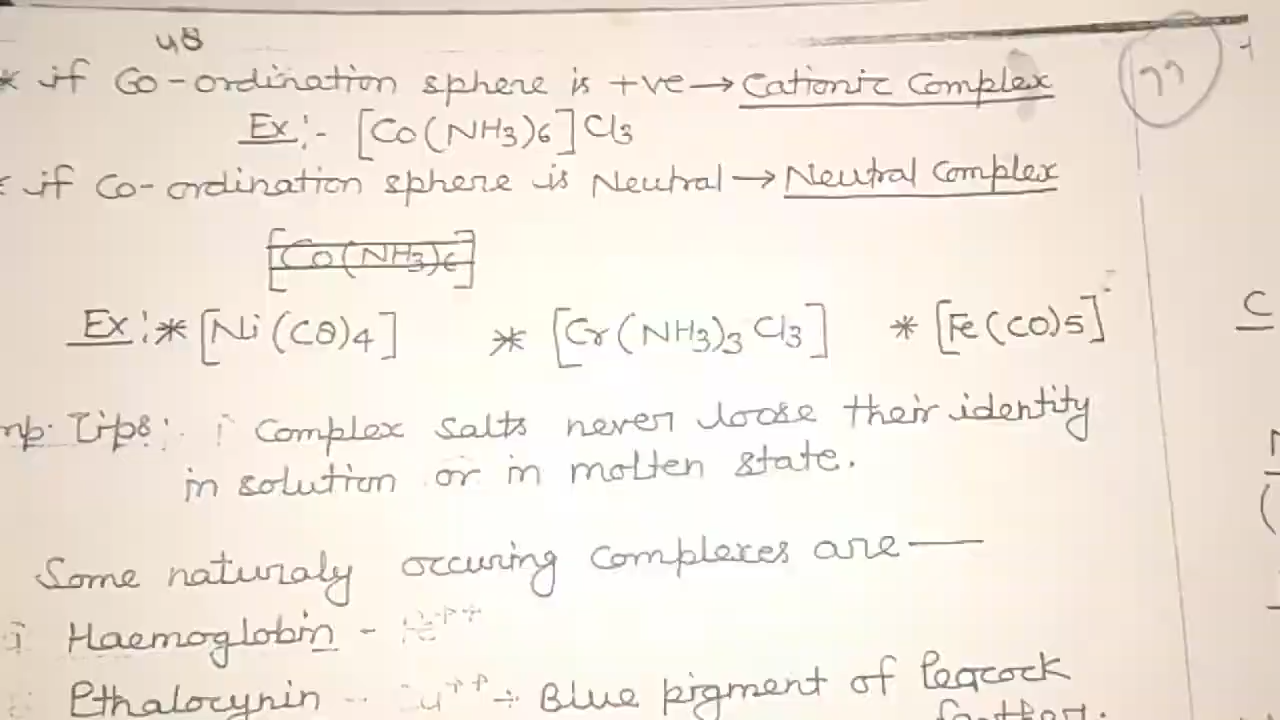 48
* if Co-ordination sphere is +ve → Cationic Complex
Ex:- [Co(NH3)6]Cl3
if Co-ordination sphere is Neutral → Neutral Complex
[Co(NH3)6]
Ex: * [Ni(CO)4] * [Cr(NH3)3Cl3] * [Fe(CO)5]
Tips: i Complex salts never loose their identity
in solution or in molten state.
Some naturaly occuring Complexes are —
i Haemoglobin -
Pthalocynin - Cu++ Blue pigment of Peacock